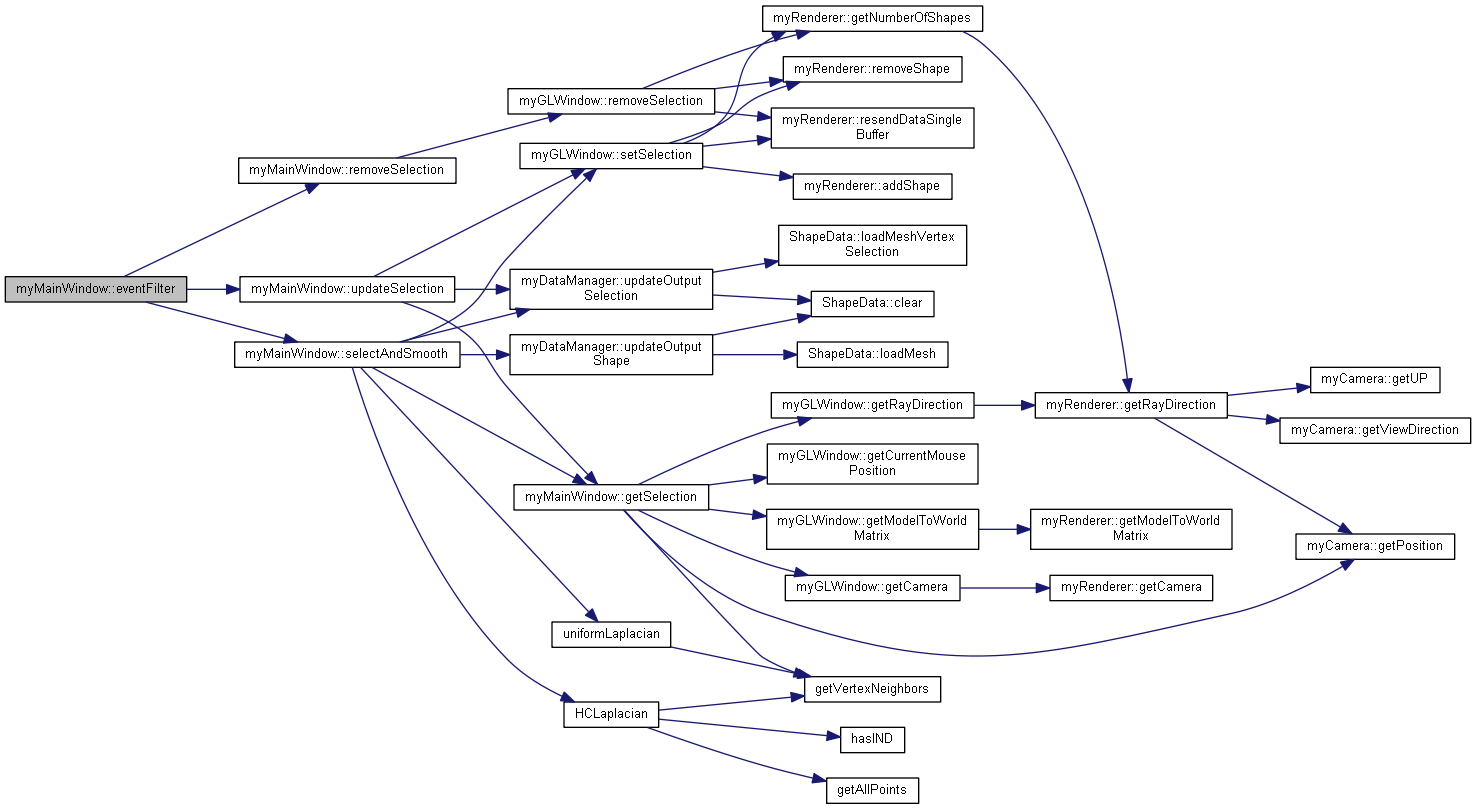 myRenderer::getNumberOfShapes
myRenderer::removeShape
myGLWindow::removeSelection
myRenderer::resendDataSingle
Buffer
myGLWindow::setSelection
myMainWindow::removeSelection
myRenderer::addShape
ShapeData::loadMeshVertex
Selection
myMainWindow::eventFilter
myMainWindow::updateSelection
myDataManager::updateOutput
Selection
ShapeData::clear
myMainWindow::selectAndSmooth
myDataManager::updateOutput
Shape
ShapeData::loadMesh
myCamera::getUP
myGLWindow::getRayDirection
myRenderer::getRayDirection
myCamera::getViewDirection
myGLWindow::getCurrentMouse
Position
myMainWindow::getSelection
myGLWindow::getModelToWorld
Matrix
myRenderer::getModelToWorld
Matrix
myCamera::getPosition
myGLWindow::getCamera
myRenderer::getCamera
uniformLaplacian
getVertexNeighbors
HCLaplacian
hasIND
getAllPoints